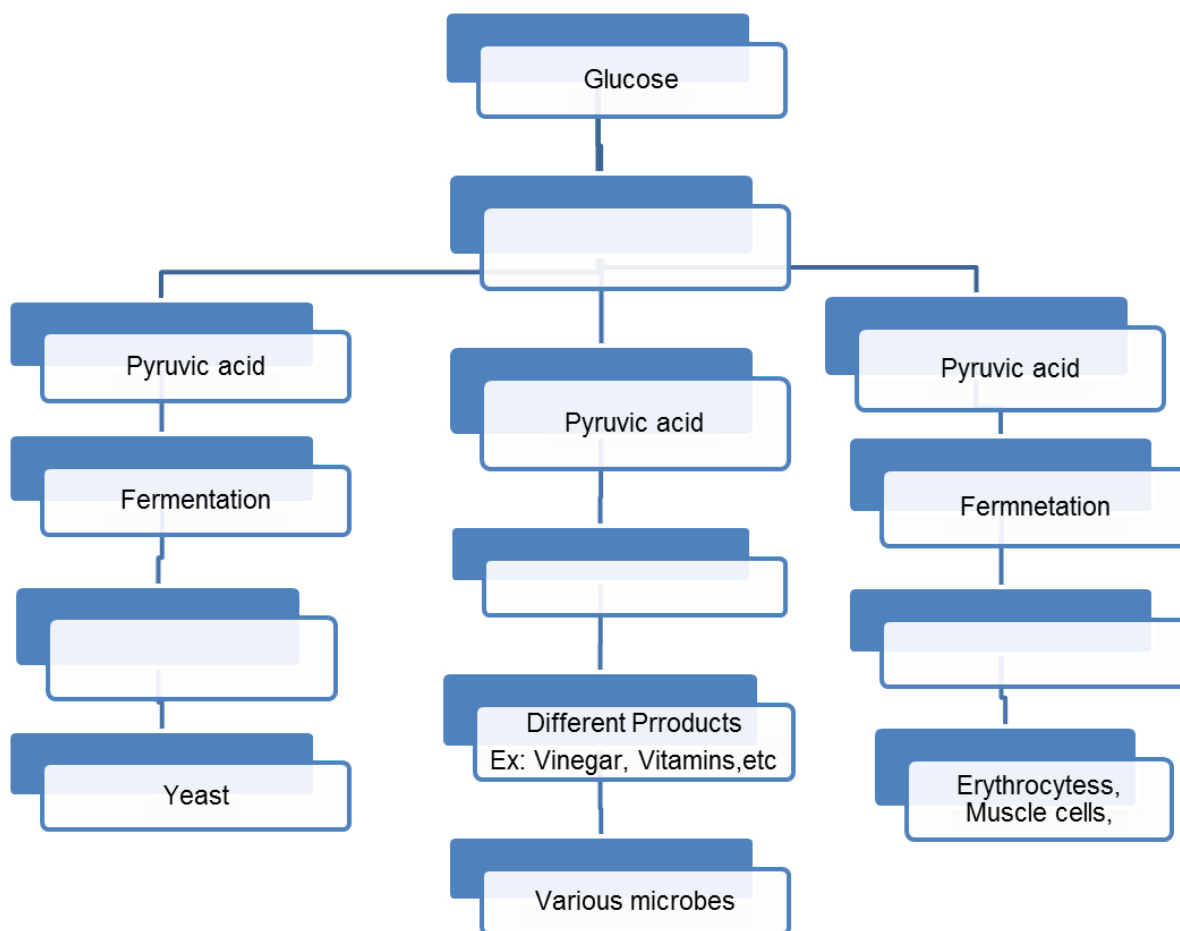 Glucose
Pyruvic acid
Fermentation
Yeast
Pyruvic acid
Different Prroducts
Ex: Vinegar, Vitamins,etc
Various microbes
Pyruvic acid
Fermnetation
Erythrocytess,
Muscle cells,